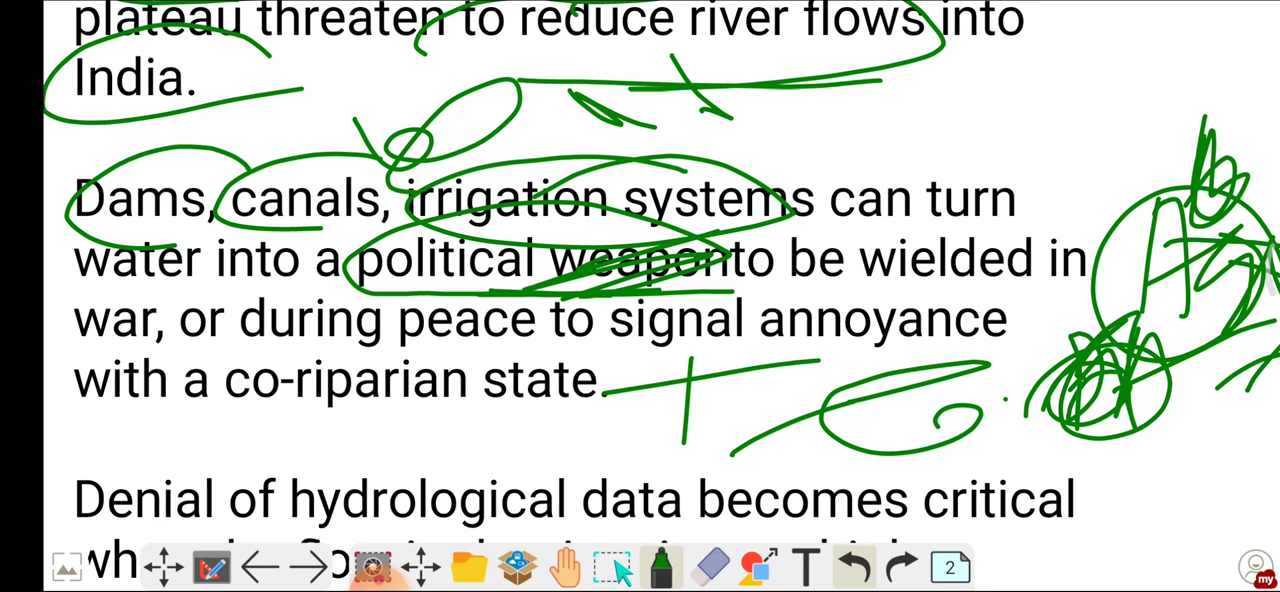 plateau threaten to reduce river flows into
India.
Dams, canals, irrigation systems can turn
water into a political weapon to be wielded in
war, or during peace to signal annoyance
with a co-riparian state.
Denial of hydrological data becomes critical
T
2
my